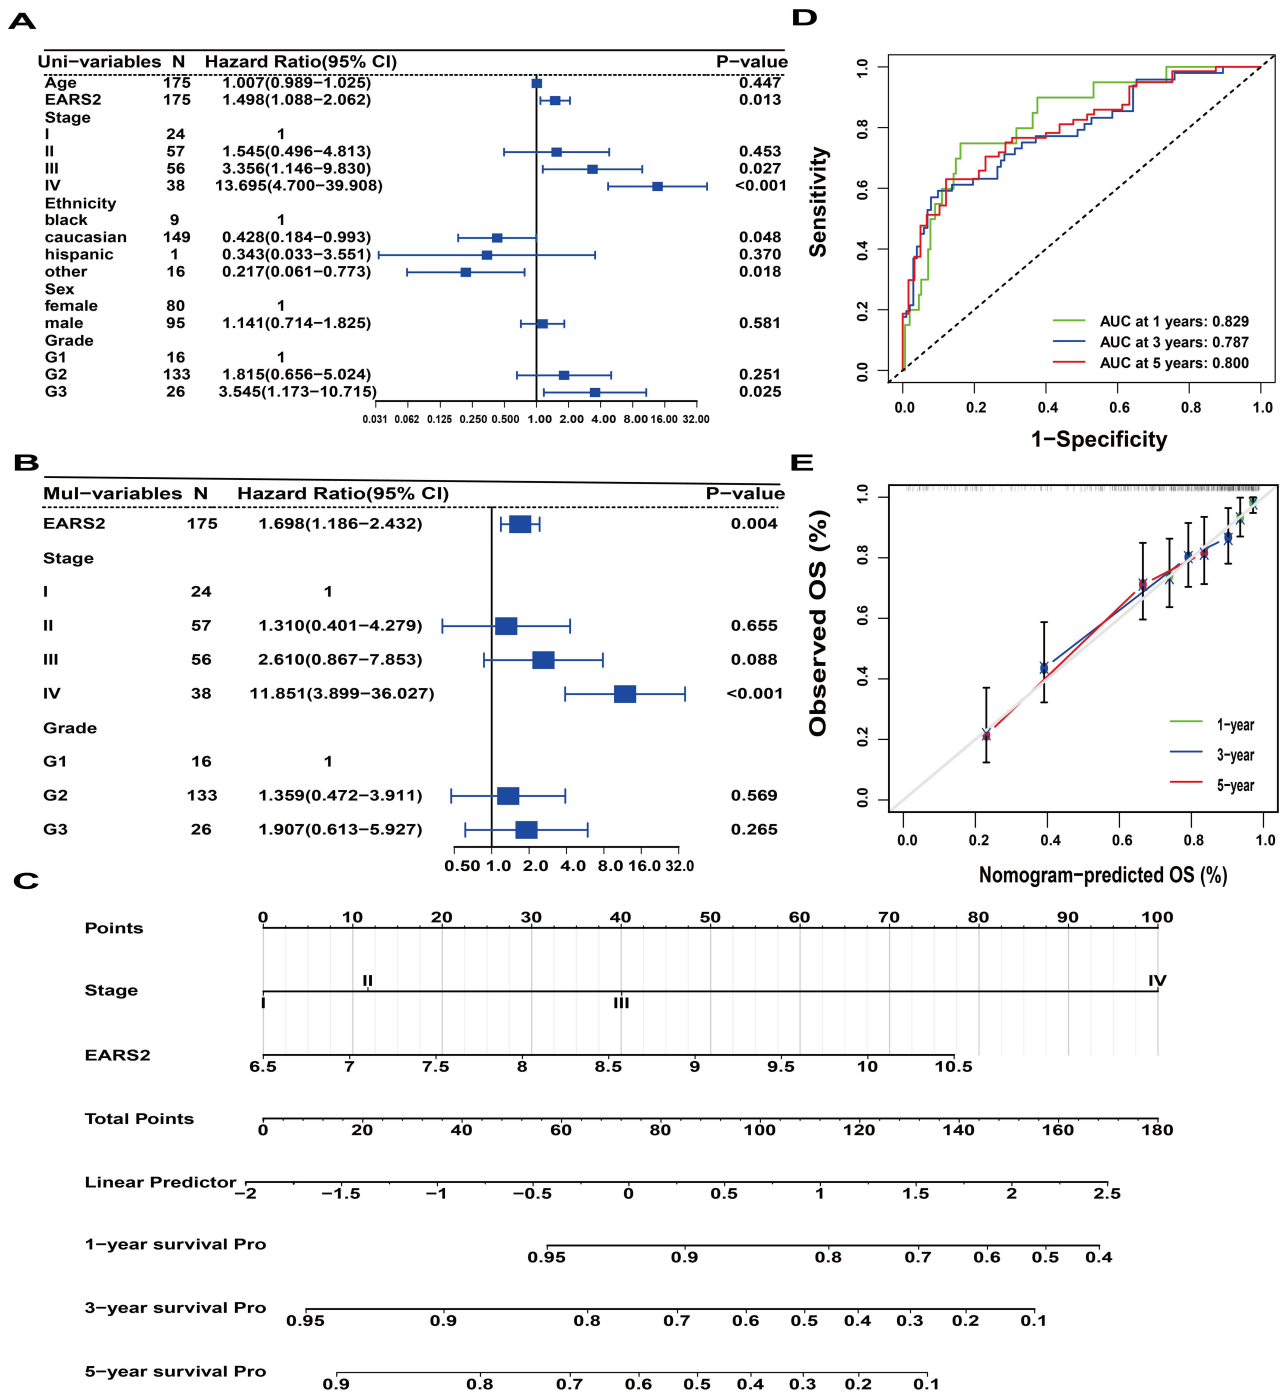 A
Uni−variables N Hazard Ratio(95% CI) P−value
Age 175 1.007(0.989−1.025) 0.447
EARS2 175 1.498(1.088−2.062) 0.013
Stage
I 24 1
II 57 1.545(0.496−4.813) 0.453
III 56 3.356(1.146−9.830) 0.027
IV 38 13.695(4.700−39.908) <0.001
Ethnicity
black 9 1
caucasian 149 0.428(0.184−0.993) 0.048
hispanic 1 0.343(0.033−3.551) 0.370
other 16 0.217(0.061−0.773) 0.018
Sex
female 80 1
male 95 1.141(0.714−1.825) 0.581
Grade
G1 16 1
G2 133 1.815(0.656−5.024) 0.251
G3 26 3.545(1.173−10.715) 0.025
0.031 0.062 0.125 0.250 0.500 1.00 2.00 4.00 8.00 16.00 32.00
B
Mul−variables N Hazard Ratio(95% CI) P−value
EARS2 175 1.698(1.186−2.432) 0.004
Stage
I 24 1
II 57 1.310(0.401−4.279) 0.655
III 56 2.610(0.867−7.853) 0.088
IV 38 11.851(3.899−36.027) <0.001
Grade
G1 16 1
G2 133 1.359(0.472−3.911) 0.569
G3 26 1.907(0.613−5.927) 0.265
0.50 1.0 2.0 4.0 8.0 16.0 32.0
D
Sensitivity
1.0
0.8
0.6
0.4
0.2
0.0
AUC at 1 years: 0.829
AUC at 3 years: 0.787
AUC at 5 years: 0.800
0.0 0.2 0.4 0.6 0.8 1.0
1−Specificity
E
Observed OS (%)
1.0
0.8
0.6
0.4
0.2
0.0
1−year
3−year
5−year
0.0 0.2 0.4 0.6 0.8 1.0
Nomogram−predicted OS (%)
C
Points 0 10 20 30 40 50 60 70 80 90 100
Stage I II III IV
EARS2 6.5 7 7.5 8 8.5 9 9.5 10 10.5
Total Points 0 20 40 60 80 100 120 140 160 180
Linear Predictor −2 −1.5 −1 −0.5 0 0.5 1 1.5 2 2.5
1−year survival Pro 0.95 0.9 0.8 0.7 0.6 0.5 0.4
3−year survival Pro 0.95 0.9 0.8 0.7 0.6 0.5 0.4 0.3 0.2 0.1
5−year survival Pro 0.9 0.8 0.7 0.6 0.5 0.4 0.3 0.2 0.1